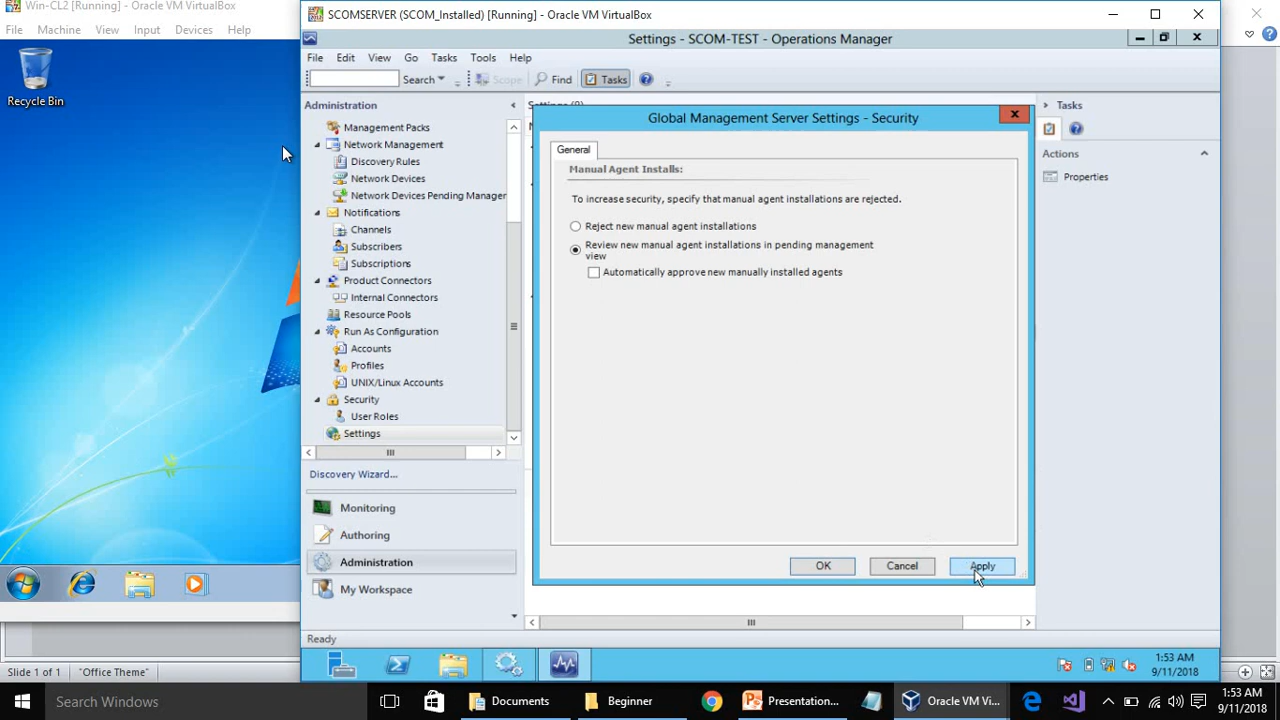 Win-CL2 [Running] - Oracle VM VirtualBox
File Machine View Input Devices Help
Recycle Bin
SCOMSERVER (SCOM_Installed) [Running] - Oracle VM VirtualBox
Settings - SCOM-TEST - Operations Manager
File Edit View Go Tasks Tools Help
Search Scope Find Tasks
Administration
Management Packs
Network Management
Discovery Rules
Network Devices
Network Devices Pending Manager
Notifications
Channels
Subscribers
Subscriptions
Product Connectors
Internal Connectors
Resource Pools
Run As Configuration
Accounts
Profiles
UNIX/Linux Accounts
Security
User Roles
Settings
Discovery Wizard...
Monitoring
Authoring
Administration
My Workspace
Global Management Server Settings - Security
General
Manual Agent Installs:
To increase security, specify that manual agent installations are rejected.
Reject new manual agent installations
Review new manual agent installations in pending management
view
Automatically approve new manually installed agents
OK Cancel Apply
Tasks
Actions
Properties
Ready
1:53 AM
9/11/2018
Slide 1 of 1 "Office Theme"
Search Windows
Documents Beginner Presentation... Oracle VM Vi...
1:53 AM
9/11/2018